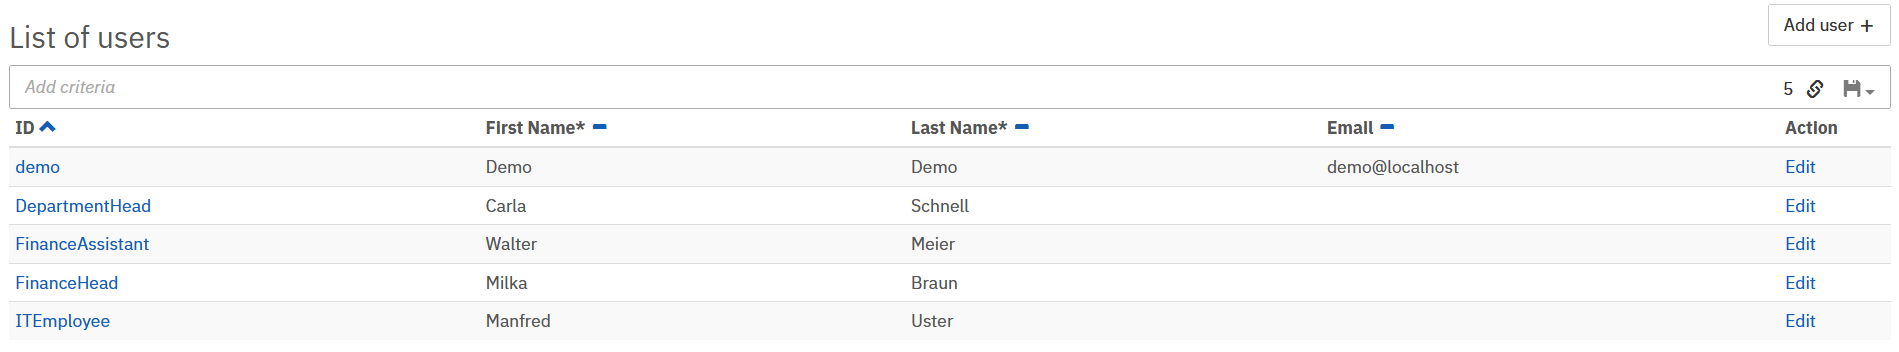 Add user +
List of users
Add criteria 5
ID First Name* Last Name* Email Action
demo Demo Demo demo@localhost Edit
DepartmentHead Carla Schnell Edit
FinanceAssistant Walter Meier Edit
FinanceHead Milka Braun Edit
ITEmployee Manfred Uster Edit